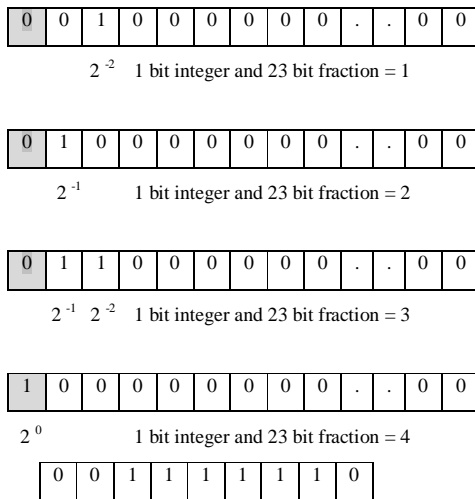 0 0 1 0 0 0 0 0 0 . . 0 0
2 -2 1 bit integer and 23 bit fraction = 1
0 1 0 0 0 0 0 0 0 . . 0 0
2 -1 1 bit integer and 23 bit fraction = 2
0 1 1 0 0 0 0 0 0 . . 0 0
2 -1 2 -2 1 bit integer and 23 bit fraction = 3
1 0 0 0 0 0 0 0 0 . . 0 0
2 0 1 bit integer and 23 bit fraction = 4
0 0 1 1 1 1 1 1 0